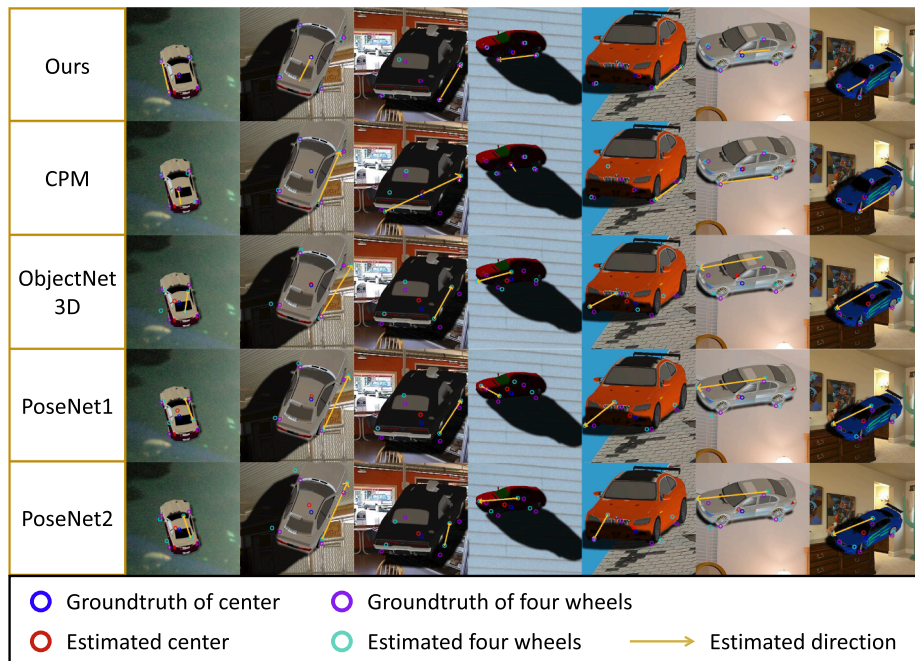 Ours
CPM
ObjectNet
3D
PoseNet1
PoseNet2
Groundtruth of center
Groundtruth of four wheels
Estimated center
Estimated four wheels
Estimated direction